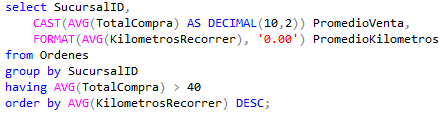 select SucursalID,
CAST(AVG(TotalCompra) AS DECIMAL(10,2)) PromedioVenta,
FORMAT(AVG(KilometrosRecorrer), '0.00') PromedioKilometros
from Ordenes
group by SucursalID
having AVG(TotalCompra) > 40
order by AVG(KilometrosRecorrer) DESC;